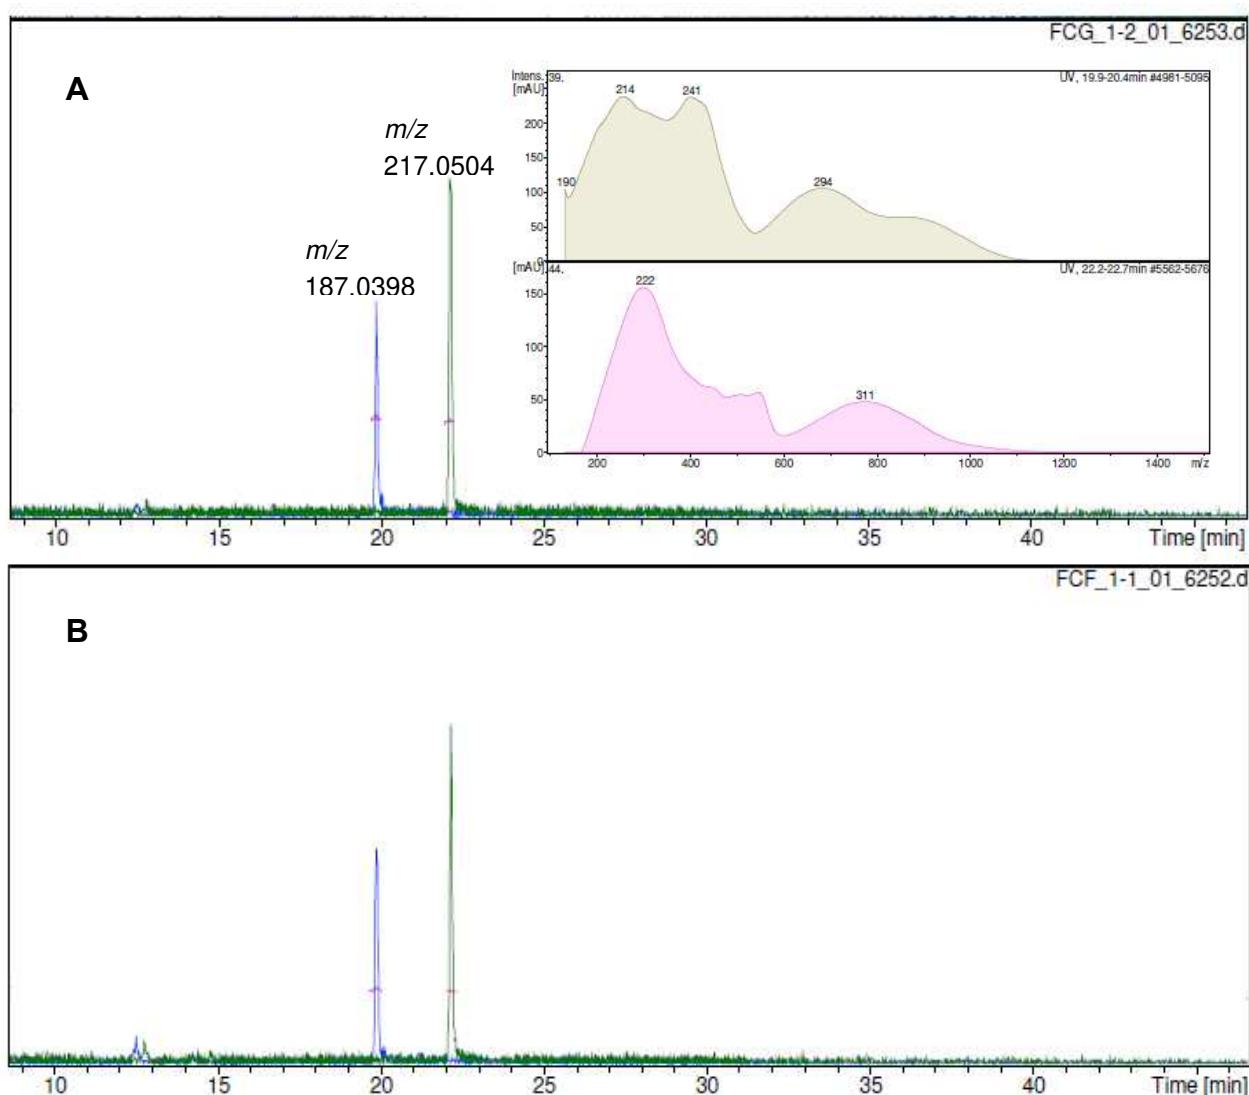 FCG_1-2_01_6253.d
A
m/z
217.0504
m/z
187.0398
Intens. 39.
[mAU]
UV, 19.9-20.4min #4981-5095
214
241
190
294
200
150
100
50
0
[mAU] 44.
UV, 22.2-22.7min #5562-5676
222
311
150
100
50
0
200 400 600 800 1000 1200 1400 m/z
10 15 20 25 30 35 40 Time [min]
FCF_1-1_01_6252.d
B
10 15 20 25 30 35 40 Time [min]